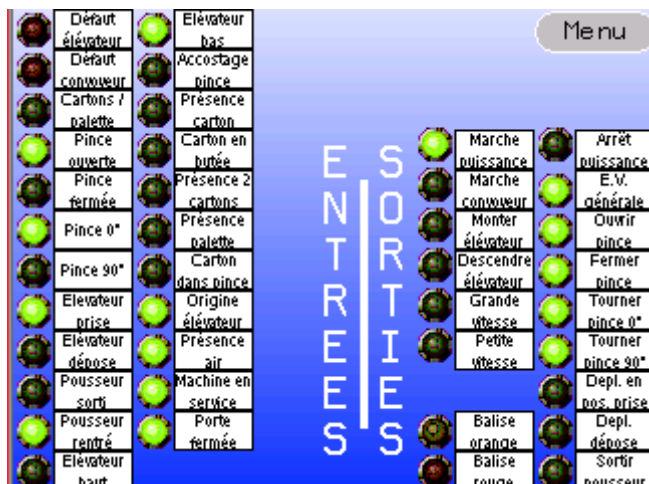 Menu
Défaut
élévateur
Défaut
convoyeur
Cartons /
palette
Pince
ouverte
Pince
fermée
Pince 0°
Pince 90°
Elevateur
prise
Elévateur
dépose
Pousseur
sorti
Pousseur
rentré
Elévateur
haut
Elévateur
bas
Accostage
pince
Présence
carton
Carton en
butée
Présence 2
cartons
Présence
palette
Carton
dans pince
Origine
élévateur
Présence
air
Machine en
service
Porte
fermée
ENTREES
SORTIES
Marche
puissance
Marche
convoyeur
Monter
élévateur
Descendre
élévateur
Grande
vitesse
Petite
vitesse
Balise
orange
Balise
rouge
Arrêt
puissance
E.V.
générale
Ouvrir
pince
Fermer
pince
Tourner
pince 0°
Tourner
pince 90°
Depl. en
pos. prise
Depl.
dépose
Sortir
pousseur